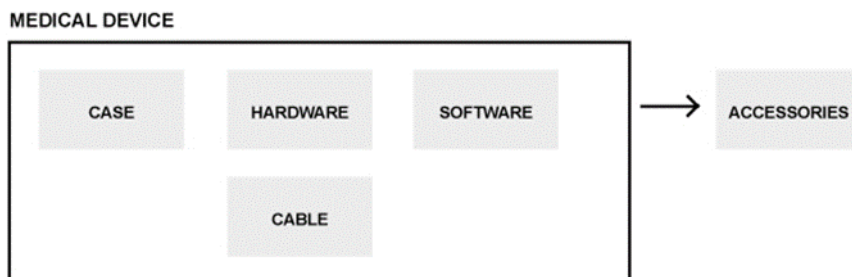 MEDICAL DEVICE
CASE
HARDWARE
SOFTWARE
ACCESSORIES
CABLE